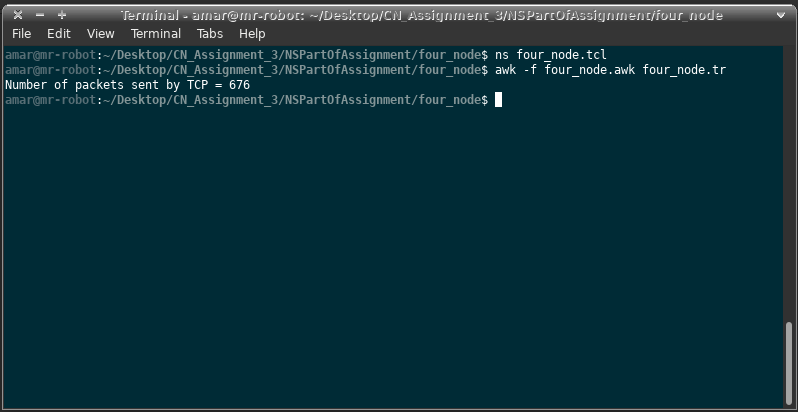 Terminal - amar@mr-robot: ~/Desktop/CN_Assignment_3/NSPartOfAssignment/four_node
File Edit View Terminal Tabs Help
amar@mr-robot:~/Desktop/CN_Assignment_3/NSPartOfAssignment/four_node$ ns four_node.tcl
amar@mr-robot:~/Desktop/CN_Assignment_3/NSPartOfAssignment/four_node$ awk -f four_node.awk four_node.tr
Number of packets sent by TCP = 676
amar@mr-robot:~/Desktop/CN_Assignment_3/NSPartOfAssignment/four_node$